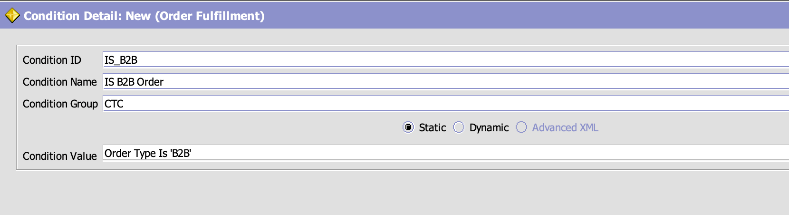 Condition Detail: New (Order Fulfillment)
Condition ID IS_B2B
Condition Name IS B2B Order
Condition Group CTC
Static Dynamic Advanced XML
Condition Value Order Type Is 'B2B'